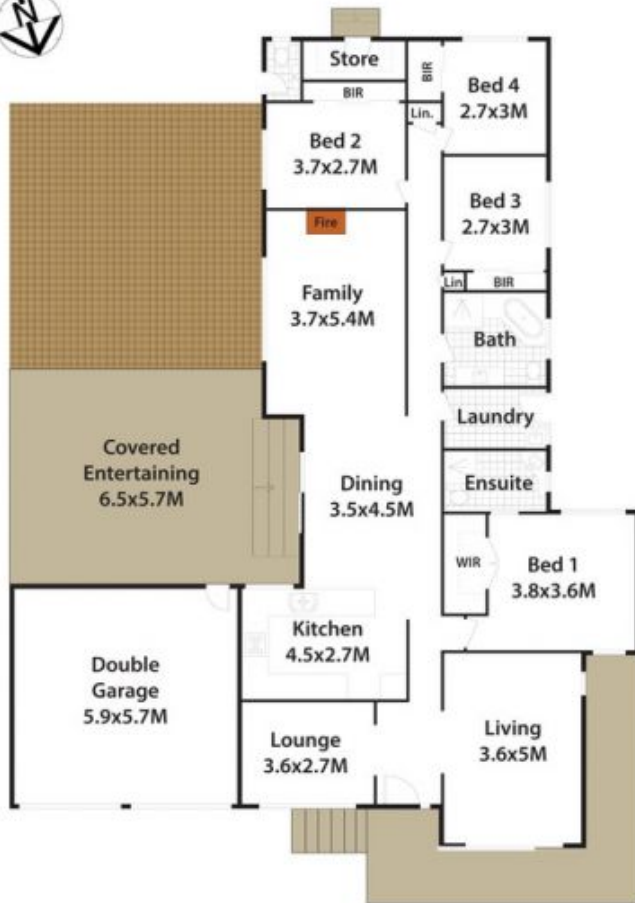 N
Store
BIR
BIR
Bed 4
2.7x3M
Lin.
Bed 2
3.7x2.7M
Bed 3
2.7x3M
Fire
Lin
BIR
Family
3.7x5.4M
Bath
Laundry
Covered
Entertaining
6.5x5.7M
Dining
3.5x4.5M
Ensuite
WIR
Bed 1
3.8x3.6M
Kitchen
4.5x2.7M
Double
Garage
5.9x5.7M
Lounge
3.6x2.7M
Living
3.6x5M